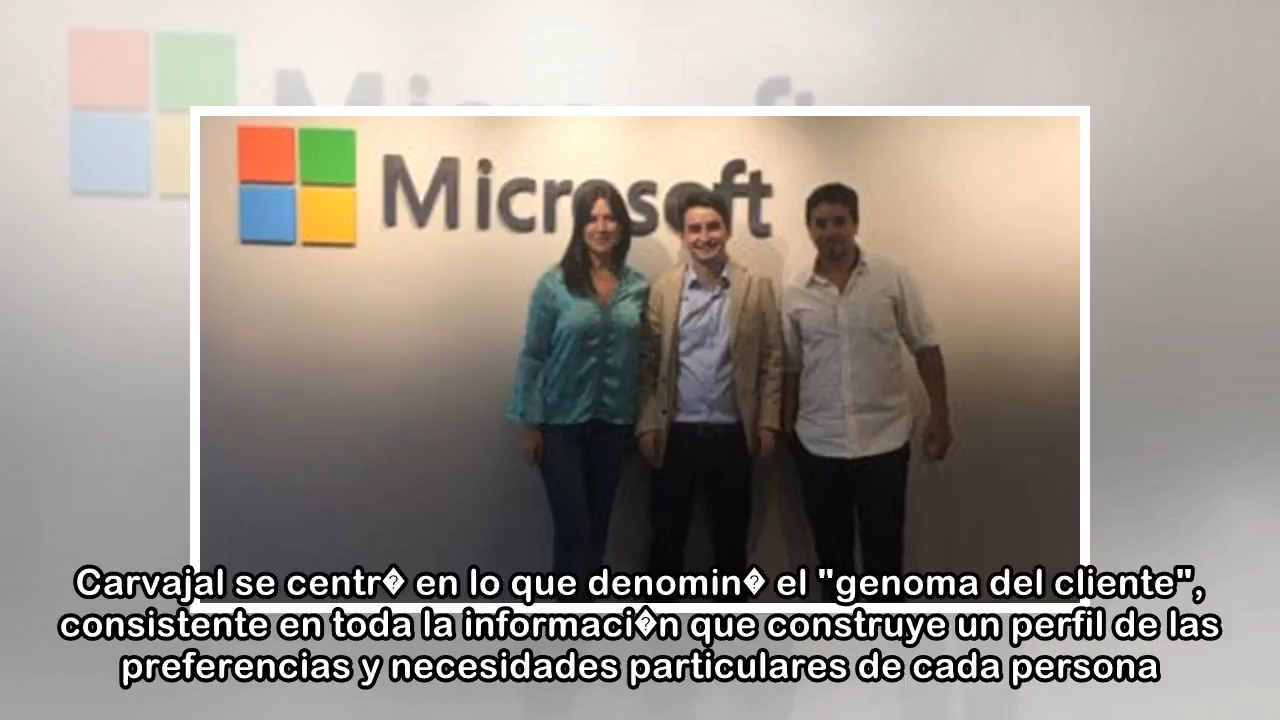 Microsoft
Carvajal se centr� en lo que denomin� el "genoma del cliente",
consistente en toda la informaci�n que construye un perfil de las
preferencias y necesidades particulares de cada persona